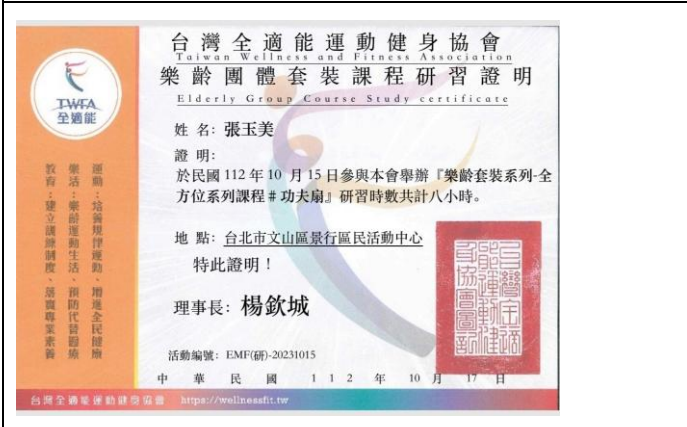 台灣全適能運動健身協會
Taiwan Wellness and Fitness Association
樂齡團體套裝課程研習證明
Elderly Group Course Study certificate
TWFA
全適能
姓 名: 張玉美
證 明:
於民國 112 年 10 月 15 日參與本會舉辦『樂齡套裝系列-全
方位系列課程#功夫扇』研習時數共計八小時。
地 點: 台北市文山區景行區民活動中心
特此證明！
理事長: 楊欽城
活動編號: EMF(研)-20231015
中 華 民 國 1 1 2 年 10 月 17 日
運動：培養規律運動、增進全民健康
樂活：樂齡運動生活、預防代替醫療
教育：建立訓練制度、落實專業素養
台灣全適能運動健身協會 https://wellnessfit.tw